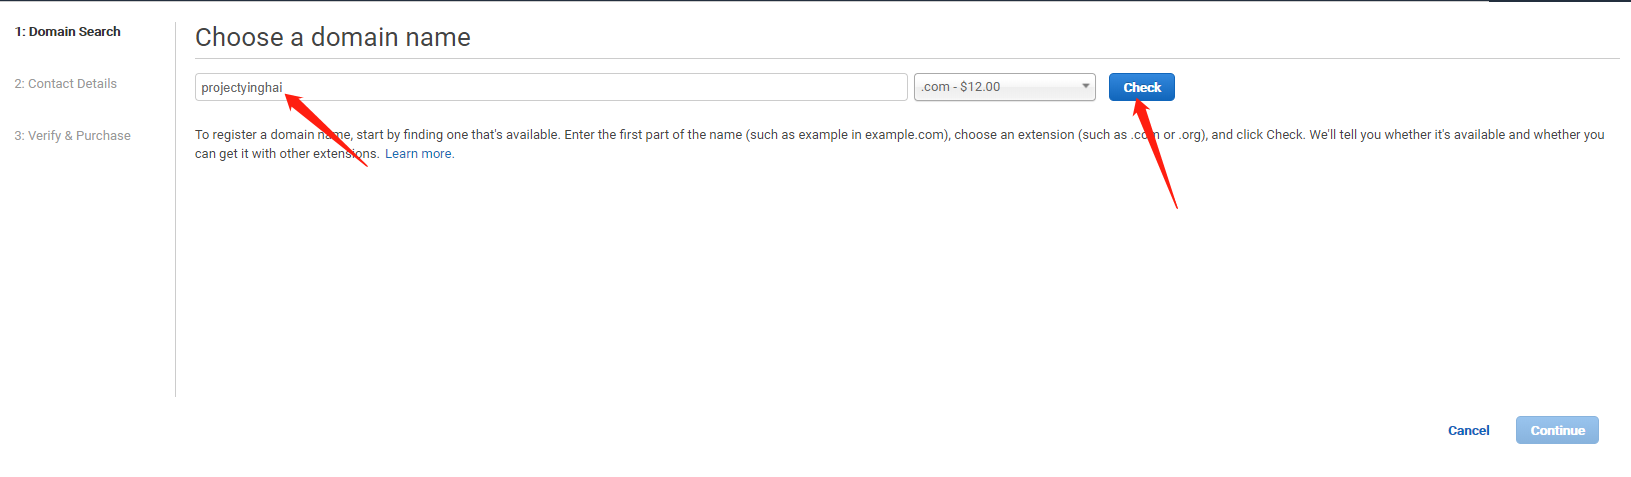 1: Domain Search
2: Contact Details
3: Verify & Purchase
Choose a domain name
projectyinghai
.com - $12.00
Check
To register a domain name, start by finding one that's available. Enter the first part of the name (such as example in example.com), choose an extension (such as .com or .org), and click Check. We'll tell you whether it's available and whether you
can get it with other extensions. Learn more.
Cancel
Continue